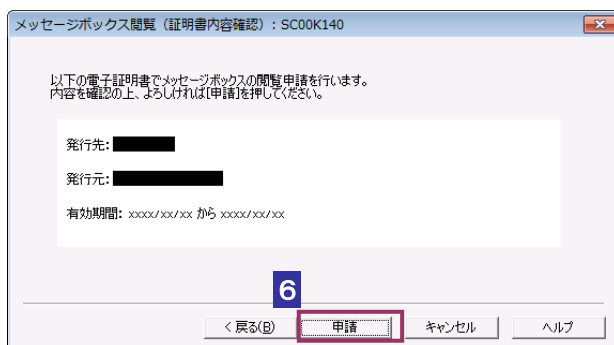 メッセージボックス閲覧（証明書内容確認）: SC00K140
以下の電子証明書でメッセージボックスの閲覧申請を行います。
内容を確認の上、よろしければ[申請]を押してください。
発行先:
発行元:
有効期間: xxxx/xx/xx から xxxx/xx/xx
6
< 戻る(B)
申請
キャンセル
ヘルプ